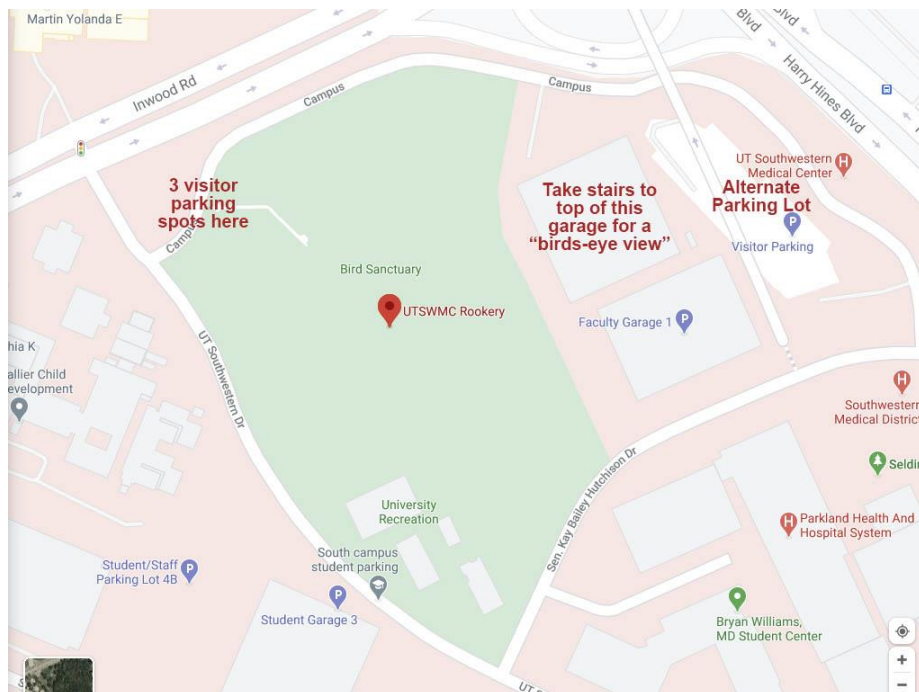 Martin Yolanda E
Inwood Rd
Campus
Campus
Blvd
Blvd
Harry Hines Blvd
UT Southwestern
Medical Center
3 visitor
parking
spots here
Take stairs to
top of this
garage for a
“birds-eye view”
Alternate
Parking Lot
Visitor Parking
Campus
Bird Sanctuary
UTSWMC Rookery
Faculty Garage 1
UT Southwestern Dr
hia K
allier Child
evelopment
Southwestern
Medical District
Seldi
Sen. Kay Bailey Hutchison Dr
University
Recreation
Parkland Health And
Hospital System
South campus
student parking
Student/Staff
Parking Lot 4B
Student Garage 3
Bryan Williams,
MD Student Center
UT